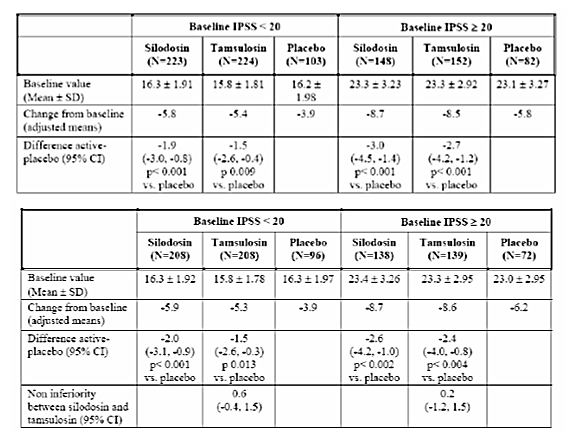 Baseline IPSS < 20 Baseline IPSS ≥ 20
Silodosin (N=223) Tamsulosin (N=224) Placebo (N=103) Silodosin (N=148) Tamsulosin (N=152) Placebo (N=82)
Baseline value (Mean ± SD) 16.3 ± 1.91 15.8 ± 1.81 16.2 ± 1.98 23.3 ± 3.23 23.3 ± 2.92 23.1 ± 3.27
Change from baseline (adjusted means) -5.8 -5.4 -3.9 -8.7 -8.5 -5.8
Difference active-placebo (95% CI) -1.9 (-3.0, -0.8) p< 0.001 vs. placebo -1.5 (-2.6, -0.4) p 0.009 vs. placebo -3.0 (-4.5, -1.4) p< 0.001 vs. placebo -2.7 (-4.2, -1.2) p< 0.001 vs. placebo
Baseline IPSS < 20 Baseline IPSS ≥ 20
Silodosin (N=208) Tamsulosin (N=208) Placebo (N=96) Silodosin (N=138) Tamsulosin (N=139) Placebo (N=72)
Baseline value (Mean ± SD) 16.3 ± 1.92 15.8 ± 1.78 16.3 ± 1.97 23.4 ± 3.26 23.3 ± 2.95 23.0 ± 2.95
Change from baseline (adjusted means) -5.9 -5.3 -3.9 -8.7 -8.6 -6.2
Difference active-placebo (95% CI) -2.0 (-3.1, -0.9) p< 0.001 vs. placebo -1.5 (-2.6, -0.3) p 0.013 vs. placebo -2.6 (-4.2, -1.0) p< 0.002 vs. placebo -2.4 (-4.0, -0.8) p< 0.004 vs. placebo
Non inferiority between silodosin and tamsulosin (95% CI) 0.6 (-0.4, 1.5) 0.2 (-1.2, 1.5)